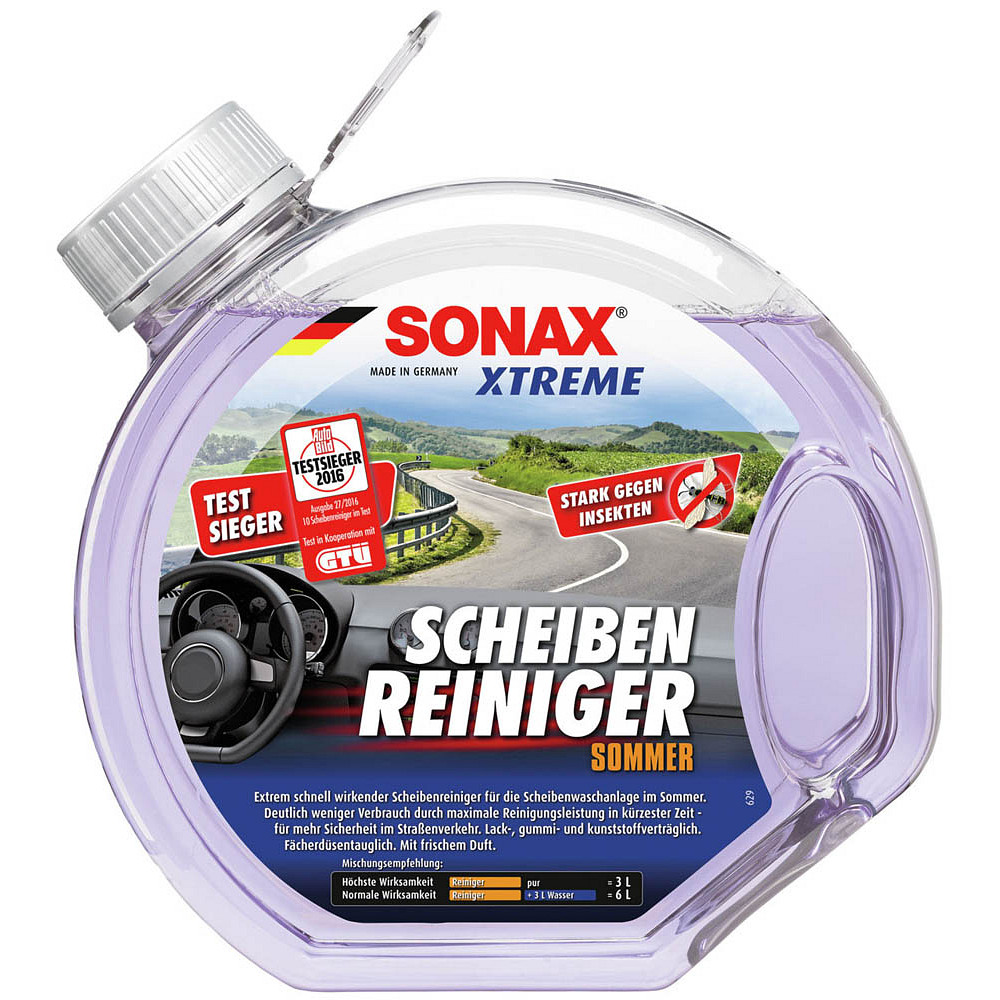 SONAX®
MADE IN GERMANY
XTREME
TEST
SIEGER
Auto
Bild
TESTSIEGER
2016
Ausgabe 27/2016
10 Scheibenreiniger im Test
Test in Kooperation mit
GTÜ
STARK GEGEN
INSEKTEN
SCHEIBEN
REINIGER
SOMMER
Extrem schnell wirkender Scheibenreiniger für die Scheibenwaschanlage im Sommer.
Deutlich weniger Verbrauch durch maximale Reinigungsleistung in kürzester Zeit -
für mehr Sicherheit im Straßenverkehr. Lack-, gummi- und kunststoffverträglich.
Fächerdüsentauglich. Mit frischem Duft.
Mischungsempfehlung:
Höchste Wirksamkeit Reiniger pur = 3 L
Normale Wirksamkeit Reiniger + 3 L Wasser = 6 L
629